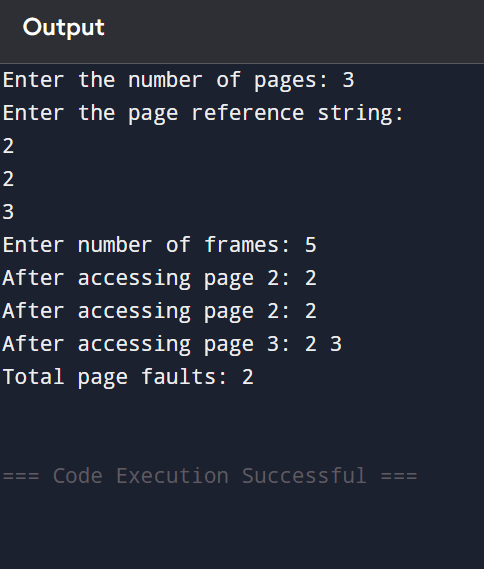 Output
Enter the number of pages: 3
Enter the page reference string:
2
2
3
Enter number of frames: 5
After accessing page 2: 2
After accessing page 2: 2
After accessing page 3: 2 3
Total page faults: 2
=== Code Execution Successful ===